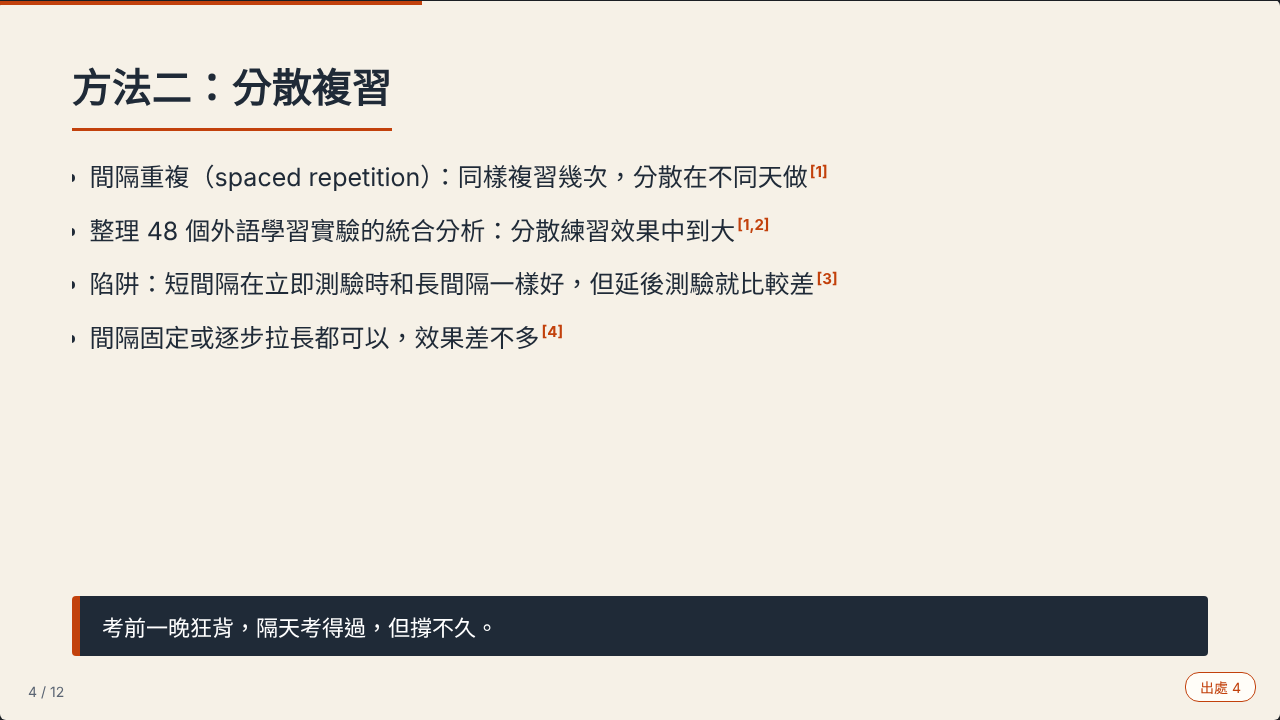 方法二：分散複習
• 間隔重複（spaced repetition）：同樣複習幾次，分散在不同天做[1]
• 整理 48 個外語學習實驗的統合分析：分散練習效果中到大[1,2]
• 陷阱：短間隔在立即測驗時和長間隔一樣好，但延後測驗就比較差[3]
• 間隔固定或逐步拉長都可以，效果差不多[4]
考前一晚狂背，隔天考得過，但撐不久。
4 / 12
出處 4